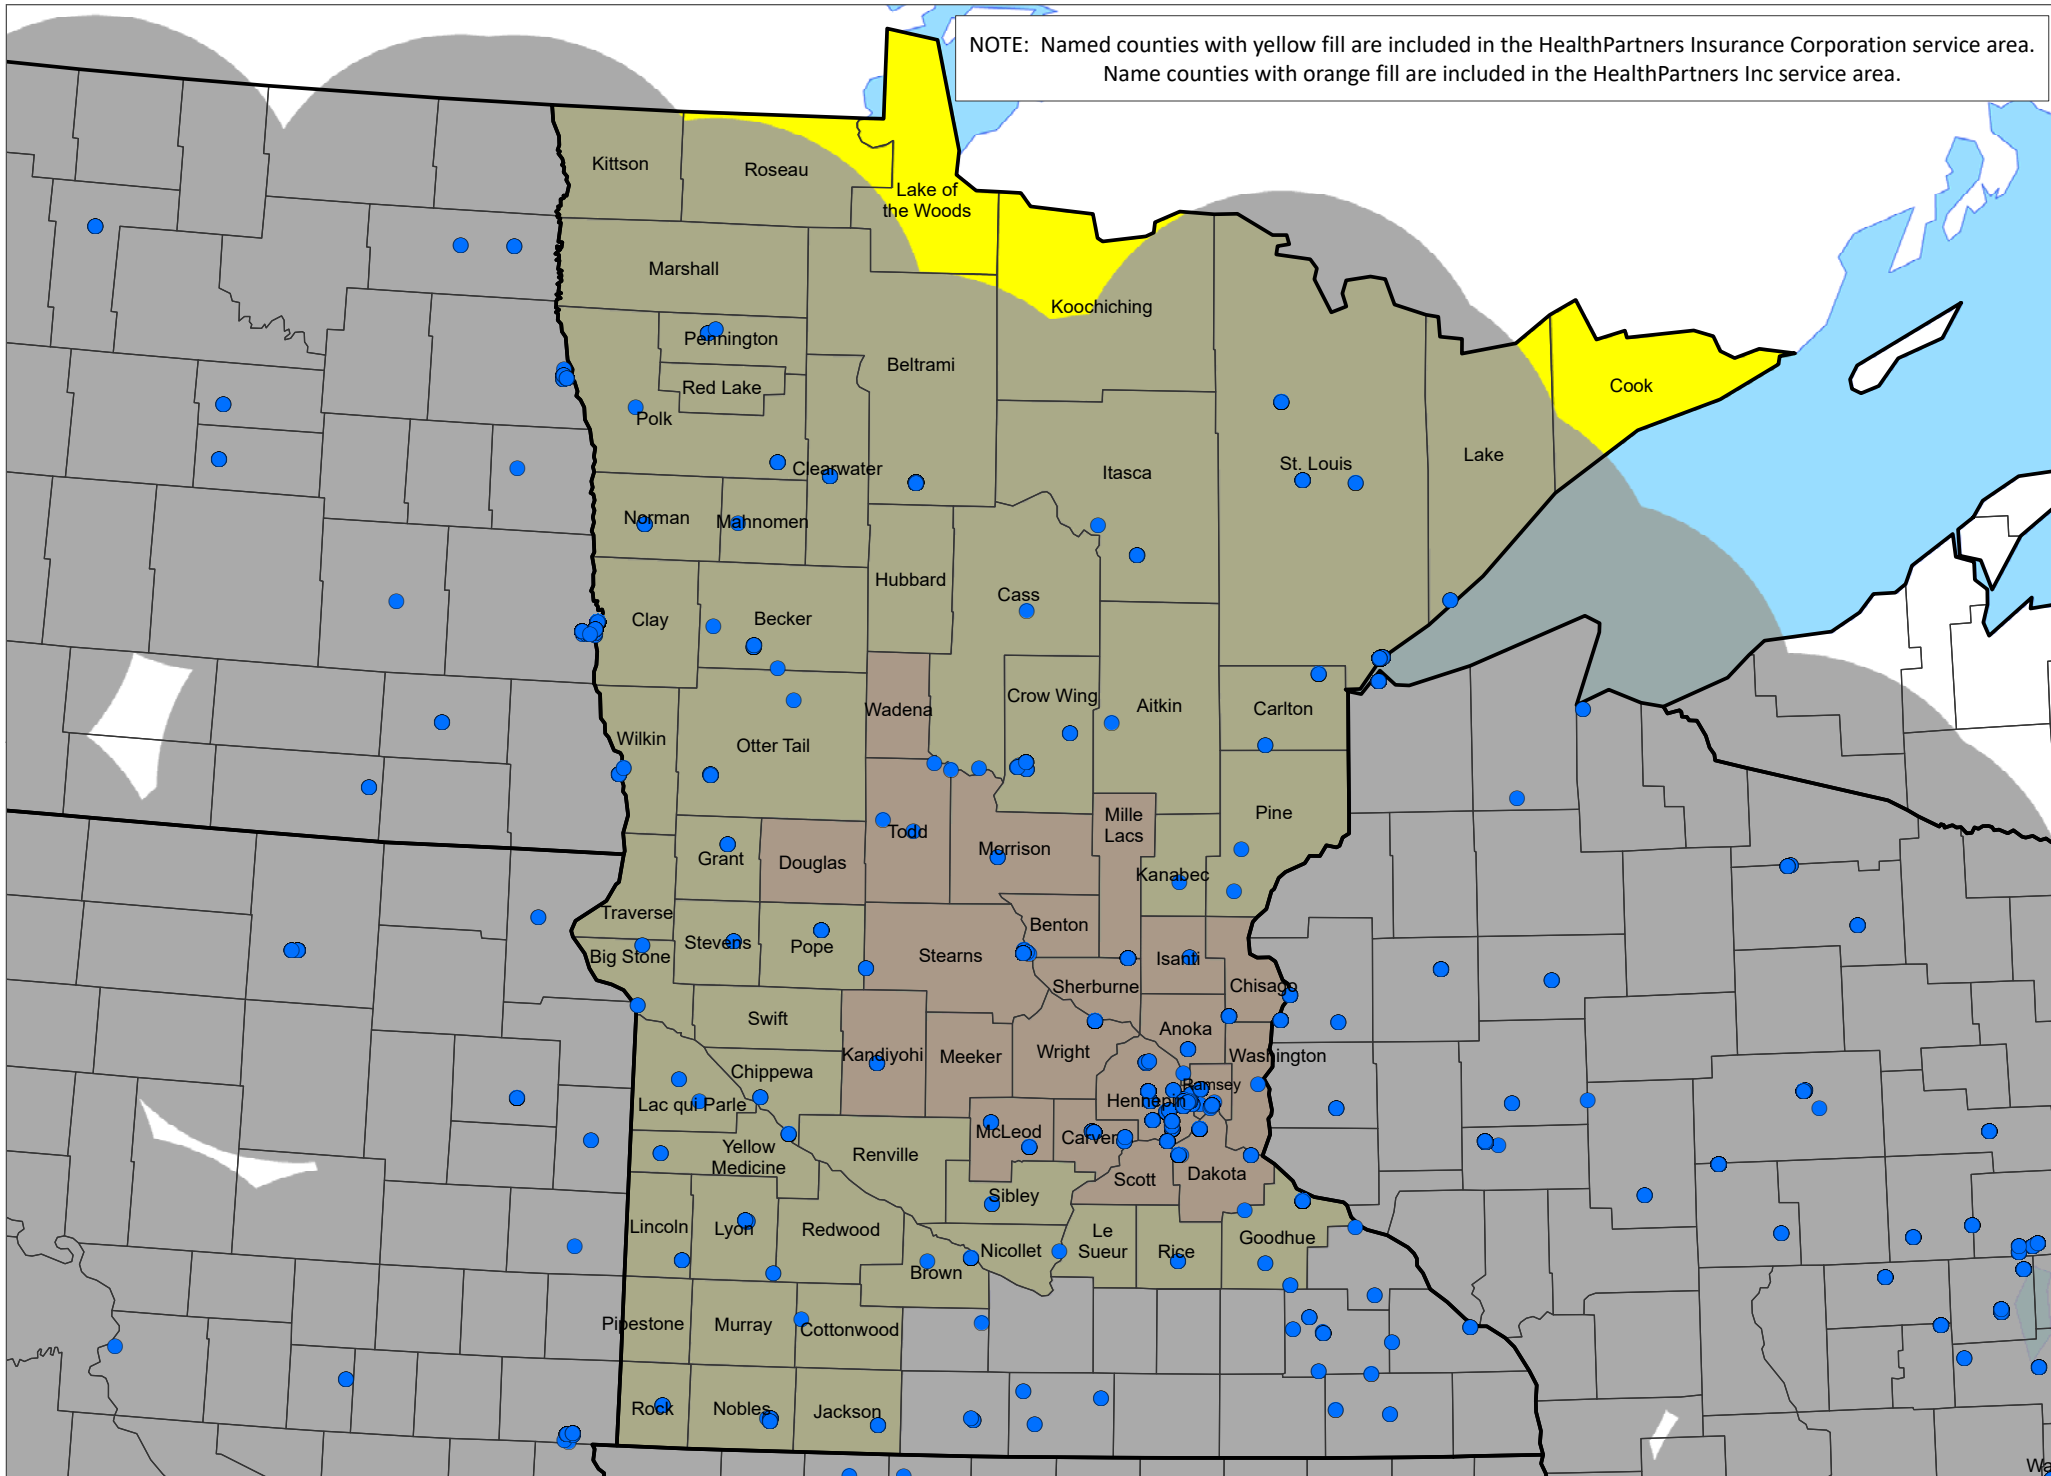 NOTE: Named counties with yellow fill are included in the HealthPartners Insurance Corporation service area.
Name counties with orange fill are included in the HealthPartners Inc service area.
Kittson
Roseau
Lake of
the Woods
Marshall
Koochiching
Pennington
Beltrami
Red Lake
Cook
Polk
Clearwater
Itasca
St. Louis
Lake
Norman
Mahnomen
Hubbard
Cass
Clay
Becker
Wadena
Crow Wing
Aitkin
Carlton
Wilkin
Otter Tail
Mille
Lacs
Pine
Todd
Morrison
Grant
Douglas
Kanabec
Traverse
Benton
Stevens
Pope
Big Stone
Stearns
Isanti
Sherburne
Chisago
Swift
Anoka
Kandiyohi
Meeker
Wright
Washington
Chippewa
Ramsey
Lac qui Parle
Hennepin
McLeod
Carver
Yellow
Medicine
Renville
Scott
Dakota
Sibley
Lincoln
Lyon
Redwood
Le
Sueur
Rice
Goodhue
Nicollet
Brown
Pipestone
Murray
Cottonwood
Rock
Nobles
Jackson
Wa